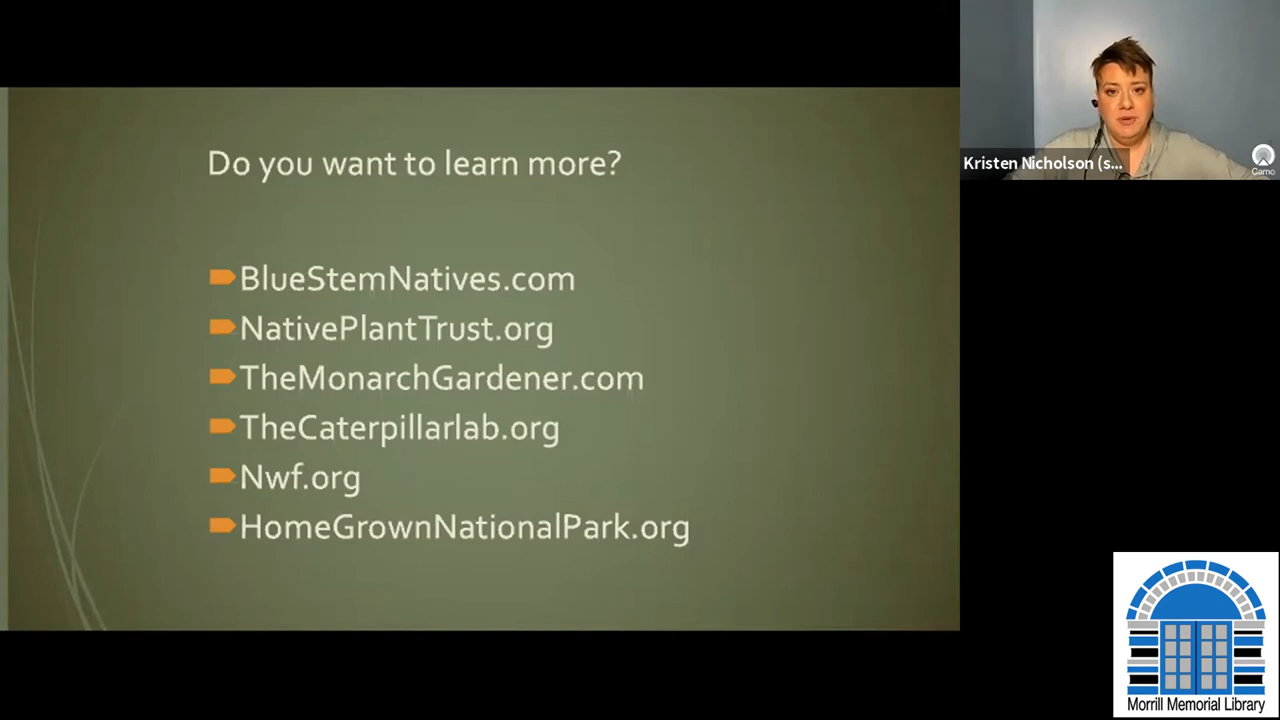 Do you want to learn more?
BlueStemNatives.com
NativePlantTrust.org
TheMonarchGardener.com
TheCaterpillarlab.org
Nwf.org
HomeGrownNationalPark.org
Kristen Nicholson (s...
Camo
Morrill Memorial Library